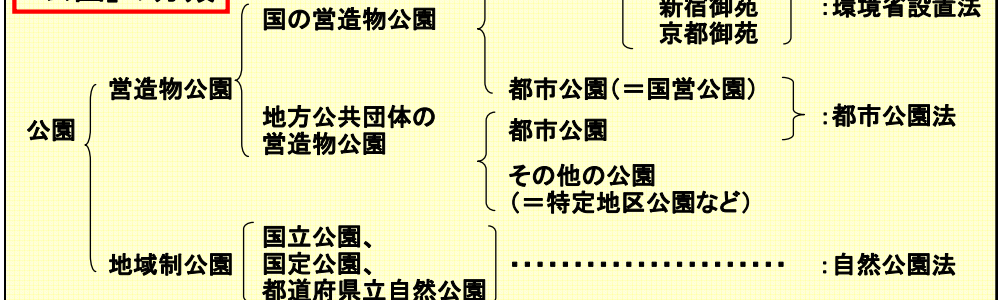 国の営造物公園
新宿御苑
京都御苑
:環境省設置法
営造物公園
都市公園(=国営公園)
:都市公園法
公園
地方公共団体の
営造物公園
都市公園
その他の公園
(=特定地区公園など)
地域制公園
国立公園、
国定公園、
都道府県立自然公園
:自然公園法